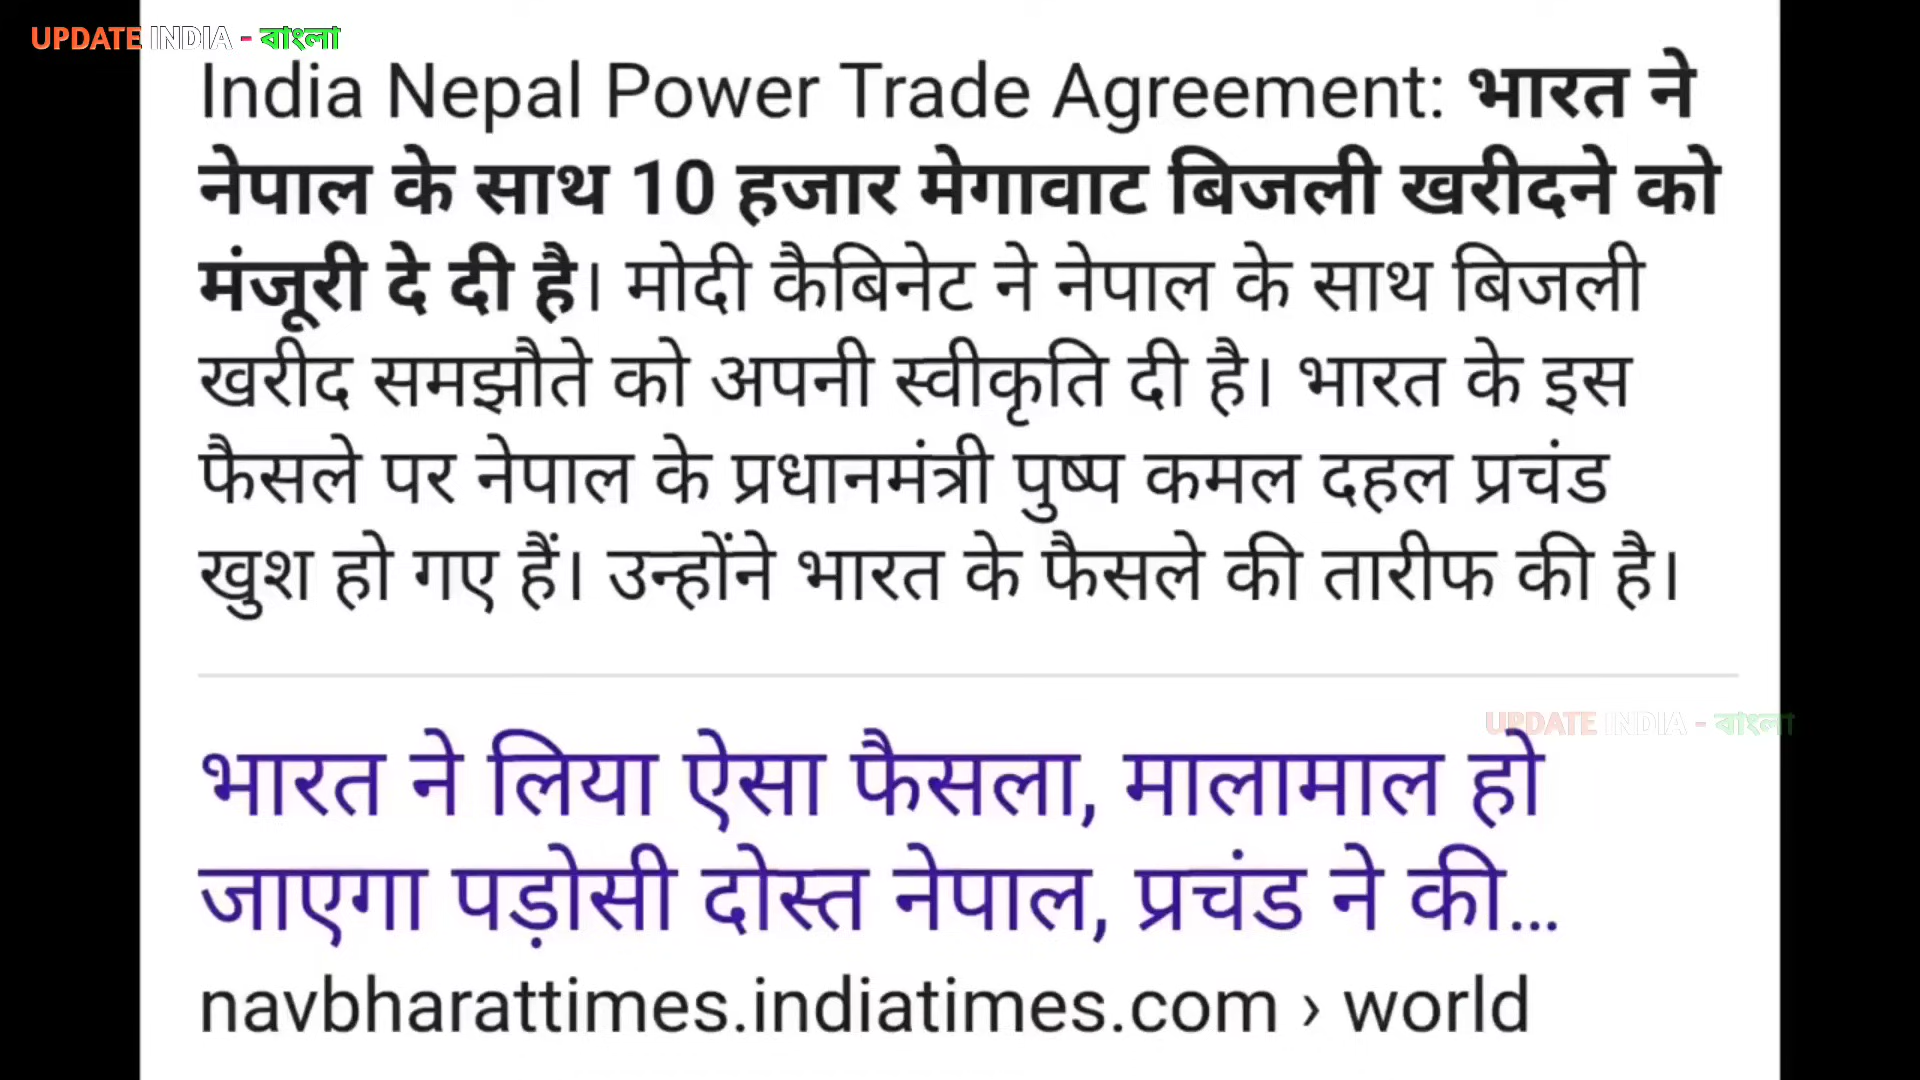 UPDATE INDIA - বাংলা
India Nepal Power Trade Agreement: भारत ने
नेपाल के साथ 10 हजार मेगावाट बिजली खरीदने को
मंजूरी दे दी है। मोदी कैबिनेट ने नेपाल के साथ बिजली
खरीद समझौते को अपनी स्वीकृति दी है। भारत के इस
फैसले पर नेपाल के प्रधानमंत्री पुष्प कमल दहल प्रचंड
खुश हो गए हैं। उन्होंने भारत के फैसले की तारीफ की है।
UPDATE INDIA - বাংলা
भारत ने लिया ऐसा फैसला, मालामाल हो
जाएगा पड़ोसी दोस्त नेपाल, प्रचंड ने की...
navbharattimes.indiatimes.com › world